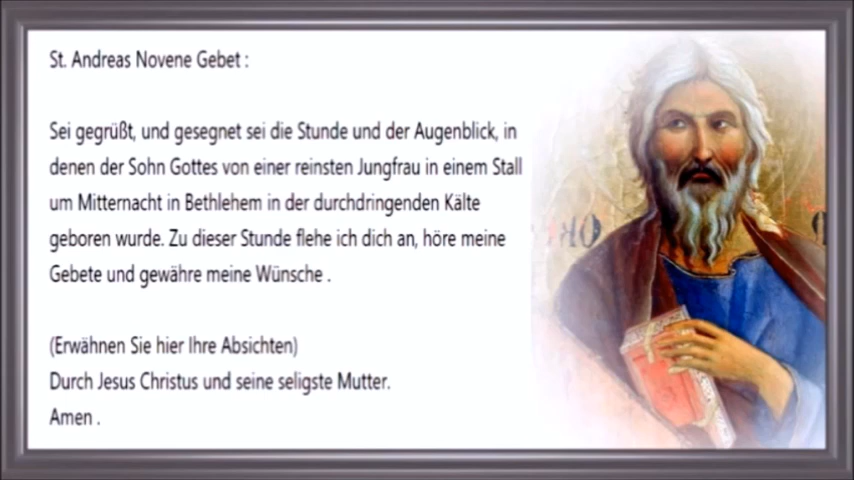 St. Andreas Novene Gebet :
Sei gegrüßt, und gesegnet sei die Stunde und der Augenblick, in
denen der Sohn Gottes von einer reinsten Jungfrau in einem Stall
um Mitternacht in Bethlehem in der durchdringenden Kälte
geboren wurde. Zu dieser Stunde flehe ich dich an, höre meine
Gebete und gewähre meine Wünsche .
(Erwähnen Sie hier Ihre Absichten)
Durch Jesus Christus und seine seligste Mutter.
Amen .